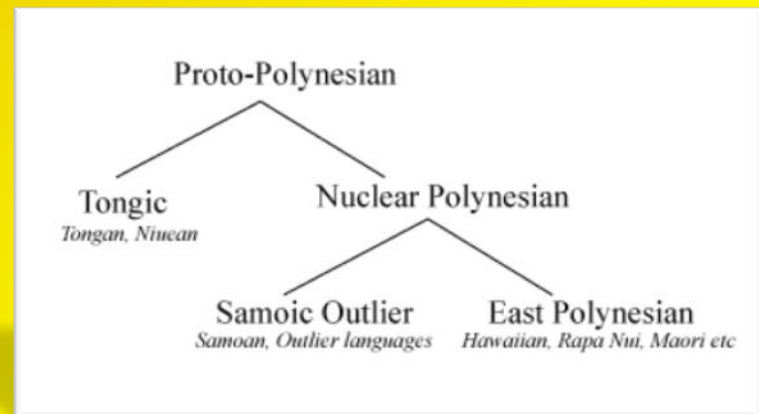 Proto-Polynesian
Tongic
Tongan, Niuean
Nuclear Polynesian
Samoic Outlier
Samoan, Outlier languages
East Polynesian
Hawaiian, Rapa Nui, Maori etc